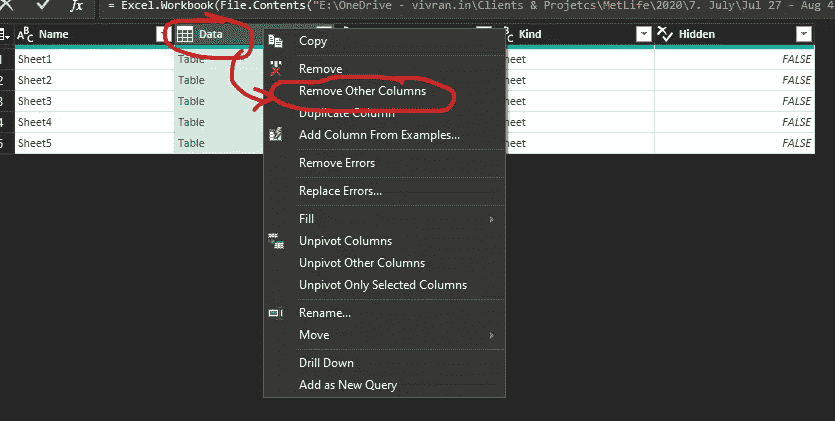 fx = Excel.Workbook(File.Contents("E:\OneDrive - vivran.in\Clients & Projetcs\MetLife\2020\7. July\Jul 27 - Aug 4
ABC Name Data Kind Hidden
1 Sheet1 Table heet FALSE
2 Sheet2 Table heet FALSE
3 Sheet3 Table heet FALSE
4 Sheet4 Table heet FALSE
5 Sheet5 Table heet FALSE
Copy
Remove
Remove Other Columns
Duplicate Column
Add Column From Examples...
Remove Errors
Replace Errors...
Fill
Unpivot Columns
Unpivot Other Columns
Unpivot Only Selected Columns
Rename...
Move
Drill Down
Add as New Query